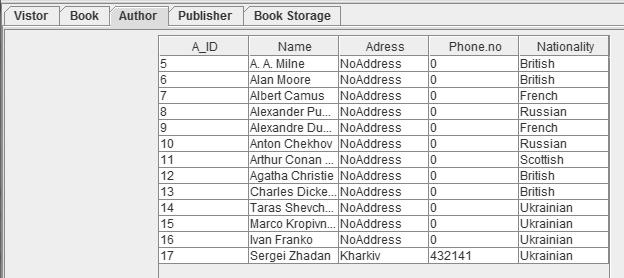 Vistor Book Author Publisher Book Storage
A_ID Name Adress Phone.no Nationality
5 A. A. Milne NoAddress 0 British
6 Alan Moore NoAddress 0 British
7 Albert Camus NoAddress 0 French
8 Alexander Pu... NoAddress 0 Russian
9 Alexandre Du... NoAddress 0 French
10 Anton Chekhov NoAddress 0 Russian
11 Arthur Conan ... NoAddress 0 Scottish
12 Agatha Christie NoAddress 0 British
13 Charles Dicke... NoAddress 0 British
14 Taras Shevch... NoAddress 0 Ukrainian
15 Marco Kropivn... NoAddress 0 Ukrainian
16 Ivan Franko NoAddress 0 Ukrainian
17 Sergei Zhadan Kharkiv 432141 Ukrainian